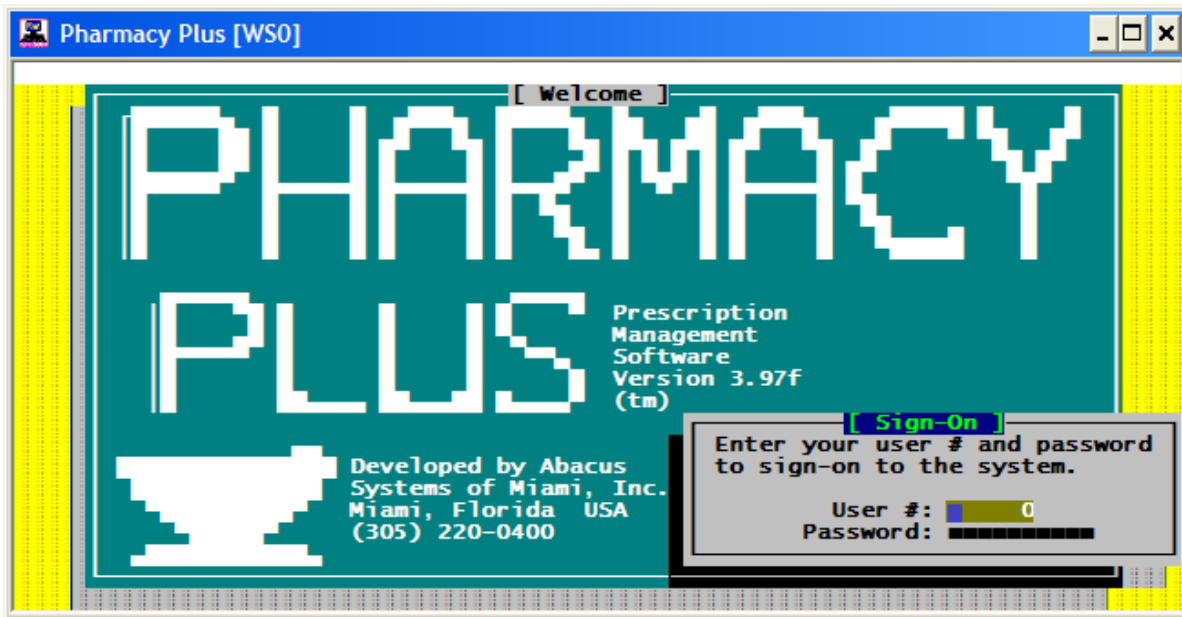 Pharmacy Plus [WS0]
[ Welcome ]
PHARMACY
PLUS
Prescription
Management
Software
Version 3.97f
(tm)
Developed by Abacus
Systems of Miami, Inc.
Miami, Florida  USA
(305) 220-0400
[ Sign-On ]
Enter your user # and password
to sign-on to the system.
User #: 0
Password: